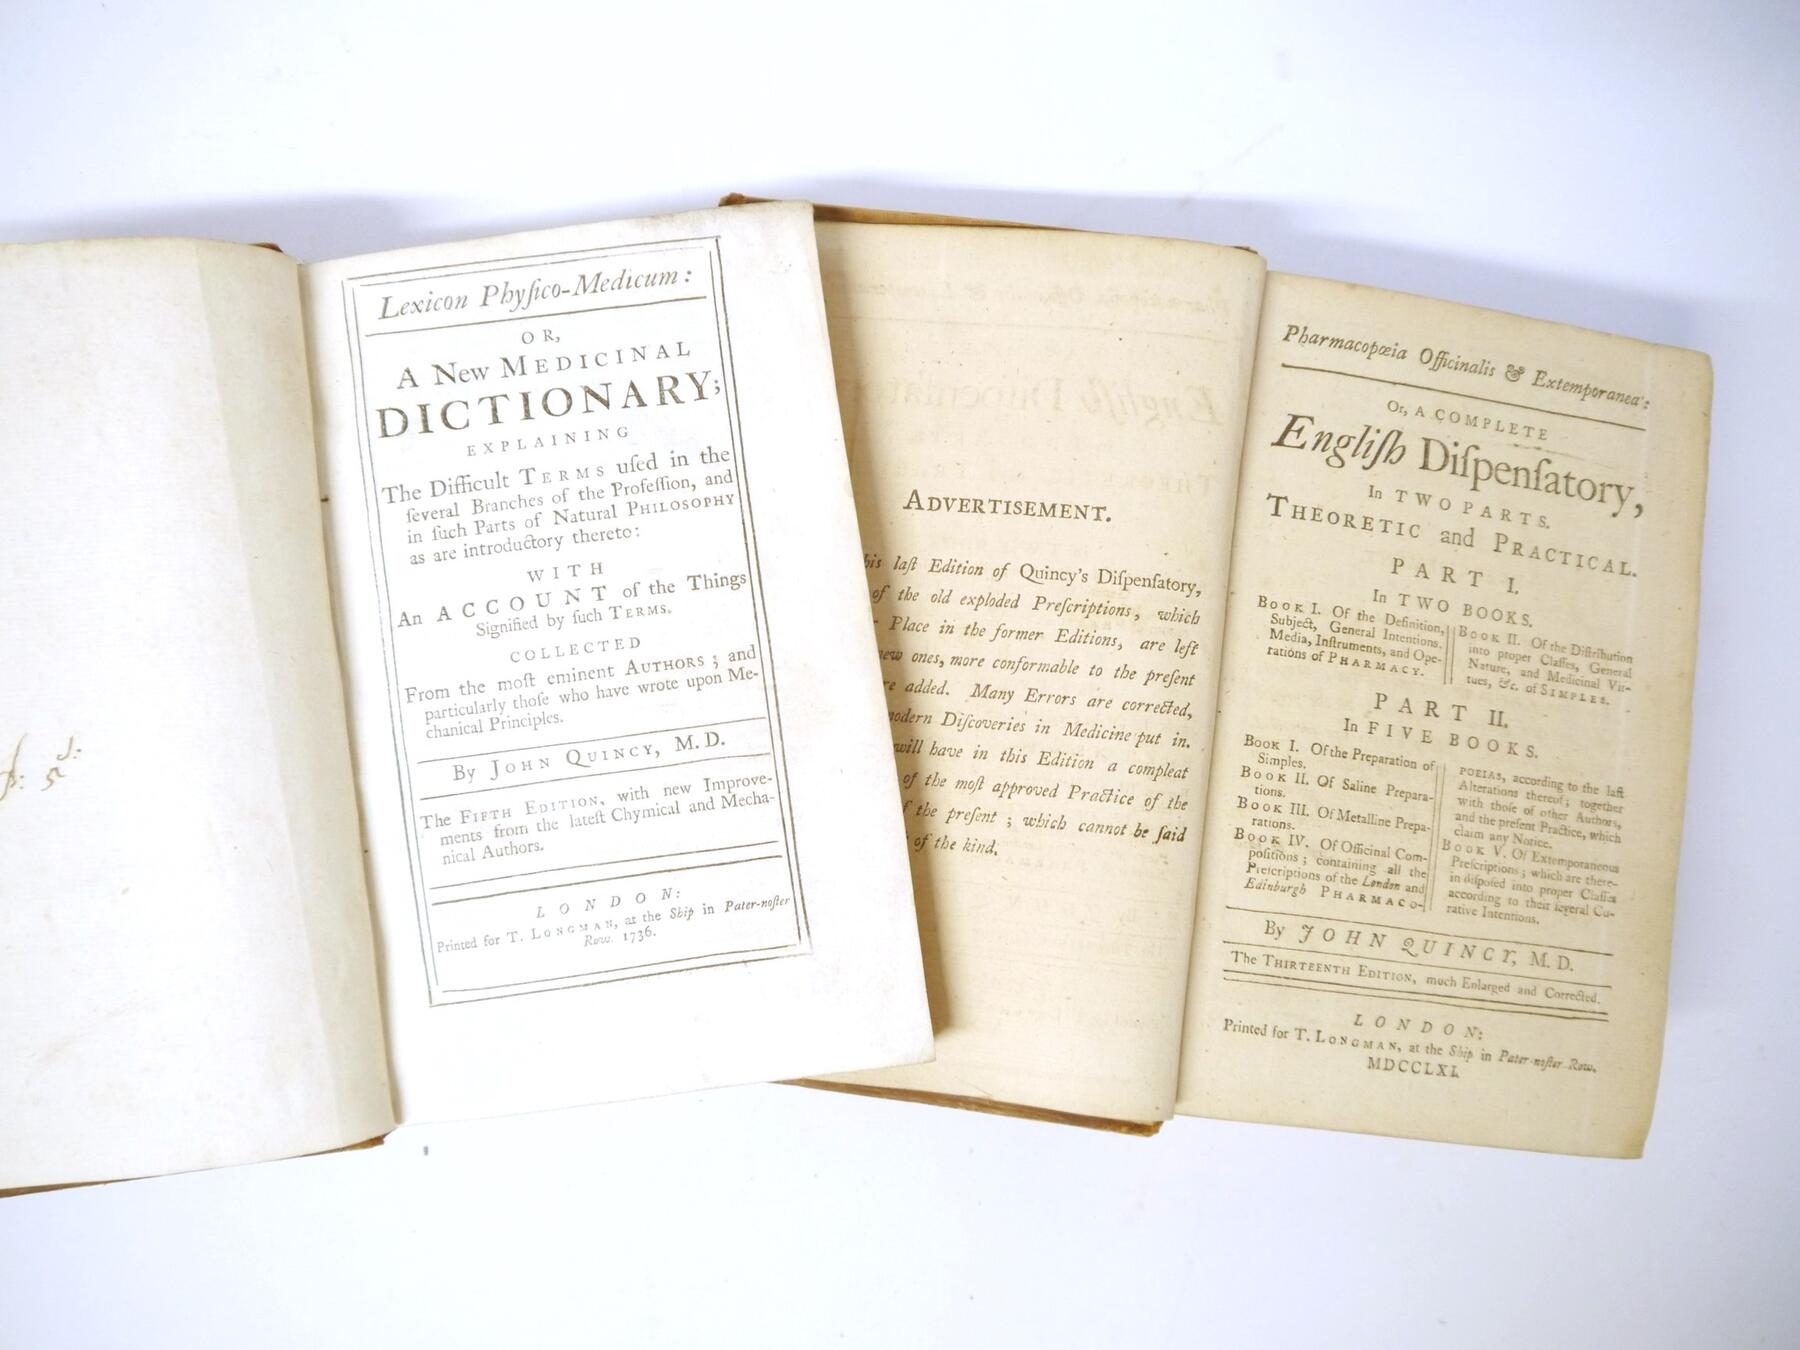 Lexicon Phyſico-Medicum:
OR,
A New MEDICINAL
DICTIONARY;
EXPLAINING
The Difficult TERMS uſed in the
ſeveral Branches of the Profeſſion, and
in ſuch Parts of Natural PHILOSOPHY
as are introductory thereto:
WITH
An ACCOUNT of the Things
Signified by ſuch TERMS.
COLLECTED
From the moſt eminent AUTHORS; and
particularly thoſe who have wrote upon Me-
chanical Principles.
By JOHN QUINCY, M.D.
The FIFTH EDITION, with new Improve-
ments from the lateſt Chymical and Mecha-
nical Authors.
LONDON:
Printed for T. LONGMAN, at the Ship in Pater-noſter
Row. 1736.
ADVERTISEMENT.
his laſt Edition of Quincy's Diſpenſatory,
of the old exploded Preſcriptions, which
Place in the former Editions, are left
new ones, more conformable to the preſent
re added. Many Errors are corrected,
modern Diſcoveries in Medicine put in.
will have in this Edition a compleat
of the moſt approved Practice of the
the preſent; which cannot be ſaid
of the kind.
Pharmacopœia Officinalis & Extemporanea:
Or, A COMPLETE
Engliſh Diſpenſatory,
In TWO PARTS.
THEORETIC and PRACTICAL.
PART I.
In TWO BOOKS.
BOOK I. Of the Definition,
Subject, General Intentions,
Media, Inſtruments, and Ope-
rations of PHARMACY.
BOOK II. Of the Diſtribution
into proper Claſſes, General
Nature, and Medicinal Vir-
tues, &c. of SIMPLES.
PART II.
In FIVE BOOKS.
BOOK I. Of the Preparation of
Simples.
BOOK II. Of Saline Prepara-
tions.
BOOK III. Of Metalline Prepa-
rations.
BOOK IV. Of Officinal Com-
poſitions; containing all the
Preſcriptions of the London and
Edinburgh PHARMACO-
POEIAS, according to the laſt
Alterations thereof; together
with thoſe of other Authors,
and the preſent Practice, which
claim any Notice.
BOOK V. Of Extemporaneous
Preſcriptions; which are there-
in diſpoſed into proper Claſſes
according to their ſeveral Cu-
rative Intentions.
By JOHN QUINCY, M.D.
The THIRTEENTH EDITION, much Enlarged and Corrected.
LONDON:
Printed for T. LONGMAN, at the Ship in Pater-noſter Row.
MDCCLXI.